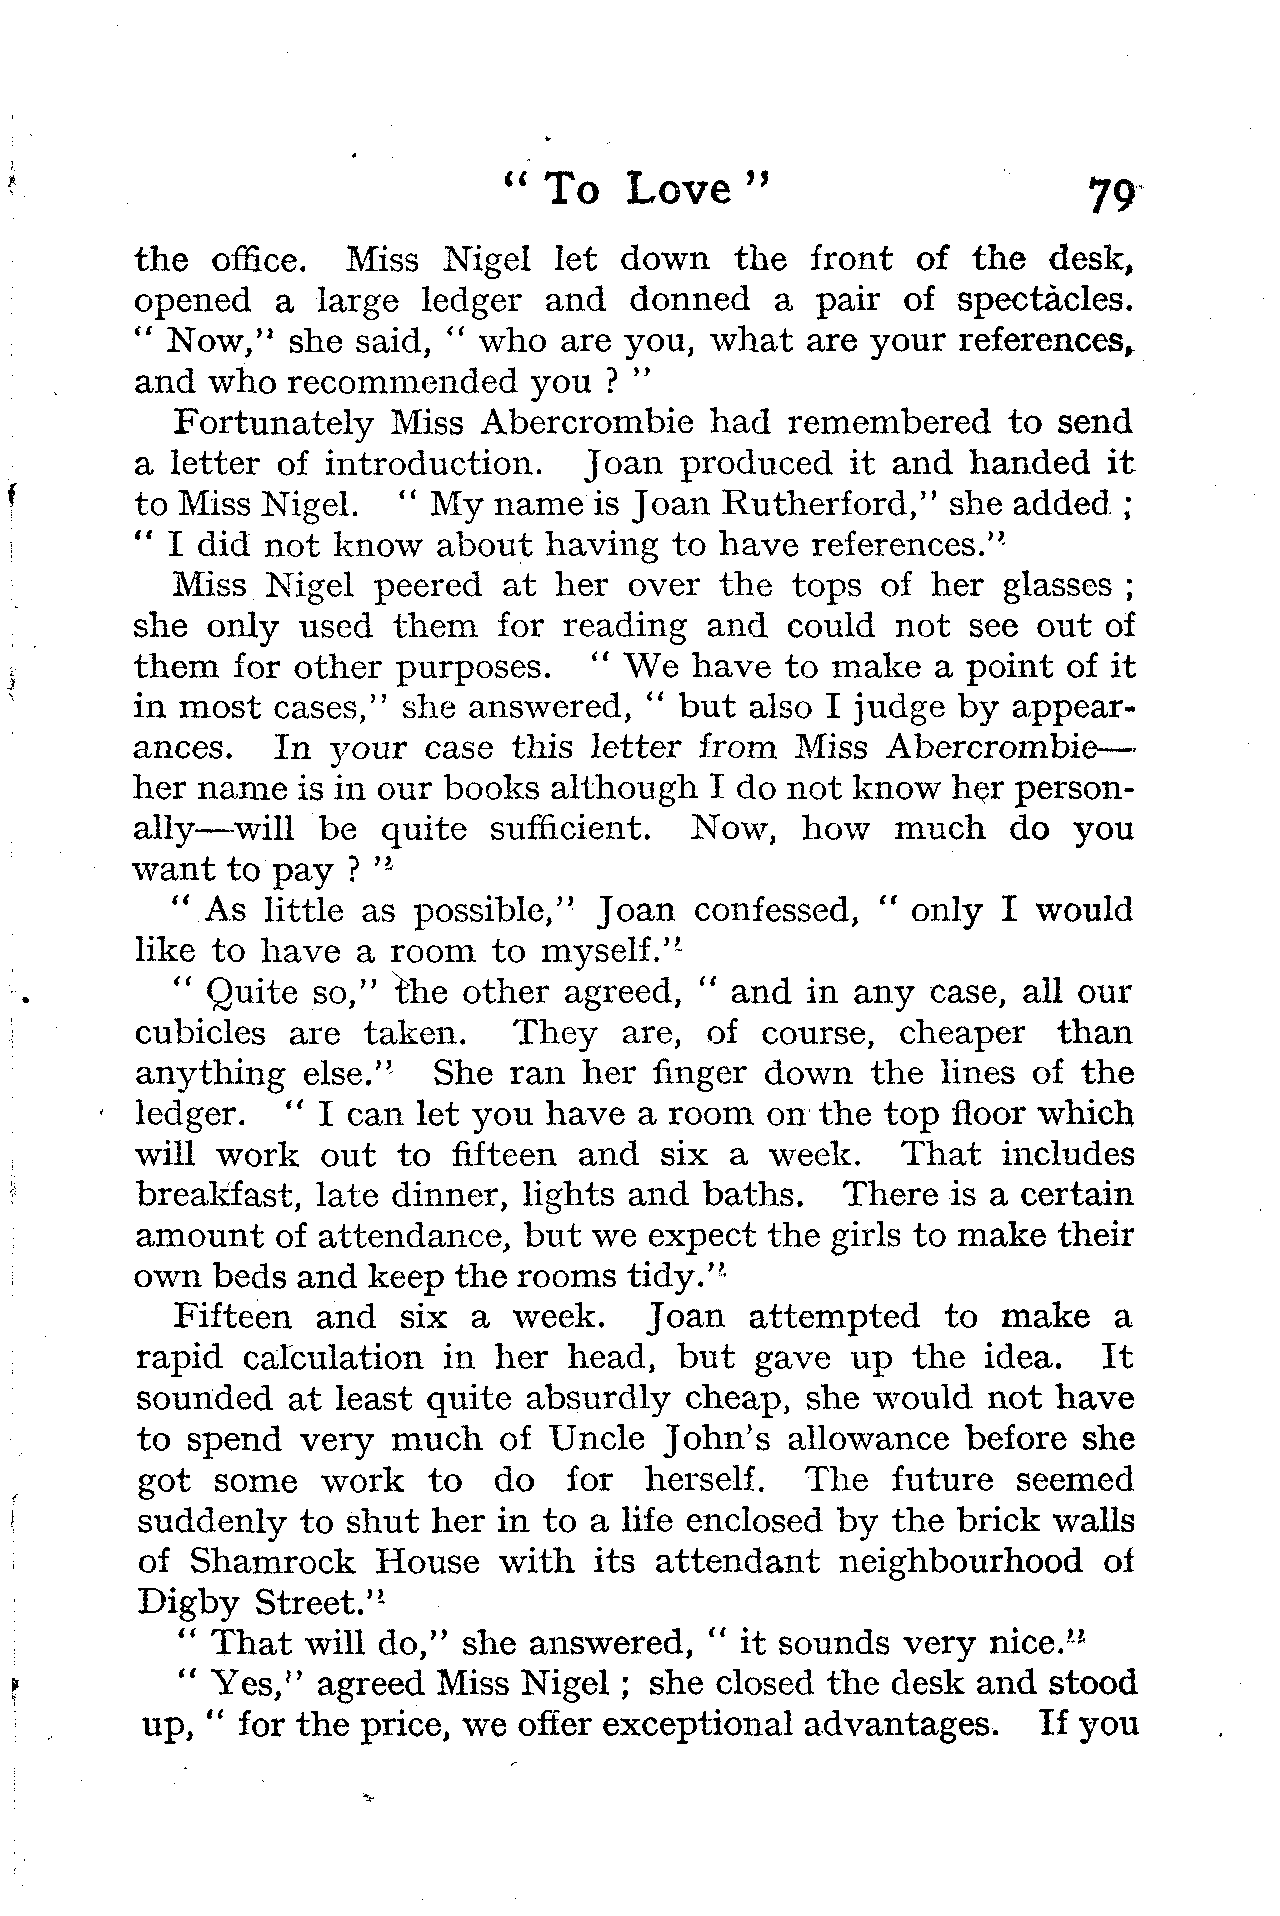 “ To Love ” 79
the office. Miss Nigel let down the front of the desk,
opened a large ledger and donned a pair of spectacles.
“ Now,” she said, “ who are you, what are your references,
and who recommended you ? ”
Fortunately Miss Abercrombie had remembered to send
a letter of introduction. Joan produced it and handed it
to Miss Nigel. “ My name is Joan Rutherford,” she added ;
“ I did not know about having to have references.”
Miss Nigel peered at her over the tops of her glasses ;
she only used them for reading and could not see out of
them for other purposes. “ We have to make a point of it
in most cases,” she answered, “ but also I judge by appear-
ances. In your case this letter from Miss Abercrombie—
her name is in our books although I do not know her person-
ally—will be quite sufficient. Now, how much do you
want to pay ? ”
“ As little as possible,” Joan confessed, “ only I would
like to have a room to myself.”
“ Quite so,” the other agreed, “ and in any case, all our
cubicles are taken. They are, of course, cheaper than
anything else.” She ran her finger down the lines of the
ledger. “ I can let you have a room on the top floor which
will work out to fifteen and six a week. That includes
breakfast, late dinner, lights and baths. There is a certain
amount of attendance, but we expect the girls to make their
own beds and keep the rooms tidy.”
Fifteen and six a week. Joan attempted to make a
rapid calculation in her head, but gave up the idea. It
sounded at least quite absurdly cheap, she would not have
to spend very much of Uncle John’s allowance before she
got some work to do for herself. The future seemed
suddenly to shut her in to a life enclosed by the brick walls
of Shamrock House with its attendant neighbourhood of
Digby Street.”
“ That will do,” she answered, “ it sounds very nice.”
“ Yes,” agreed Miss Nigel ; she closed the desk and stood
up, “ for the price, we offer exceptional advantages. If you